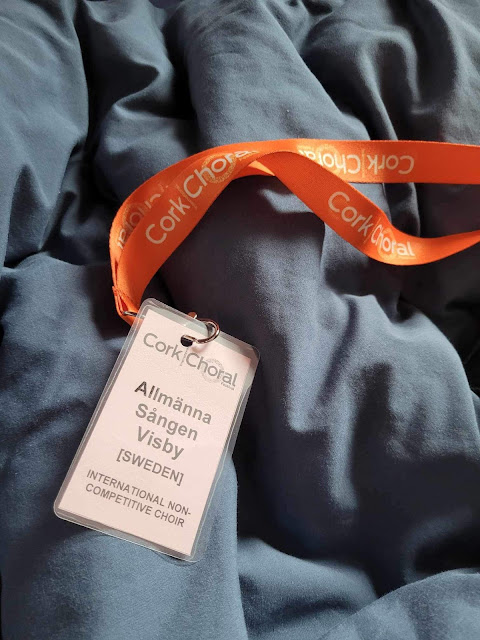 Cork|Choral
Cork|Choral
Cork|Choral
Cork|Choral
Allmänna
Sången
Visby
[SWEDEN]
INTERNATIONAL NON-
COMPETITIVE CHOIR